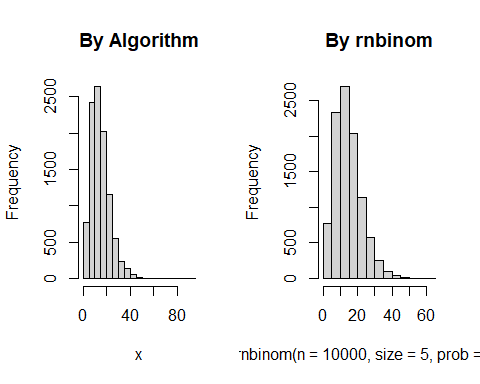 By Algorithm
Frequency
2500
1500
500
0
0
40
80
x
By rnbinom
Frequency
2500
1500
500
0
0
20
40
60
rnbinom(n = 10000, size = 5, prob =